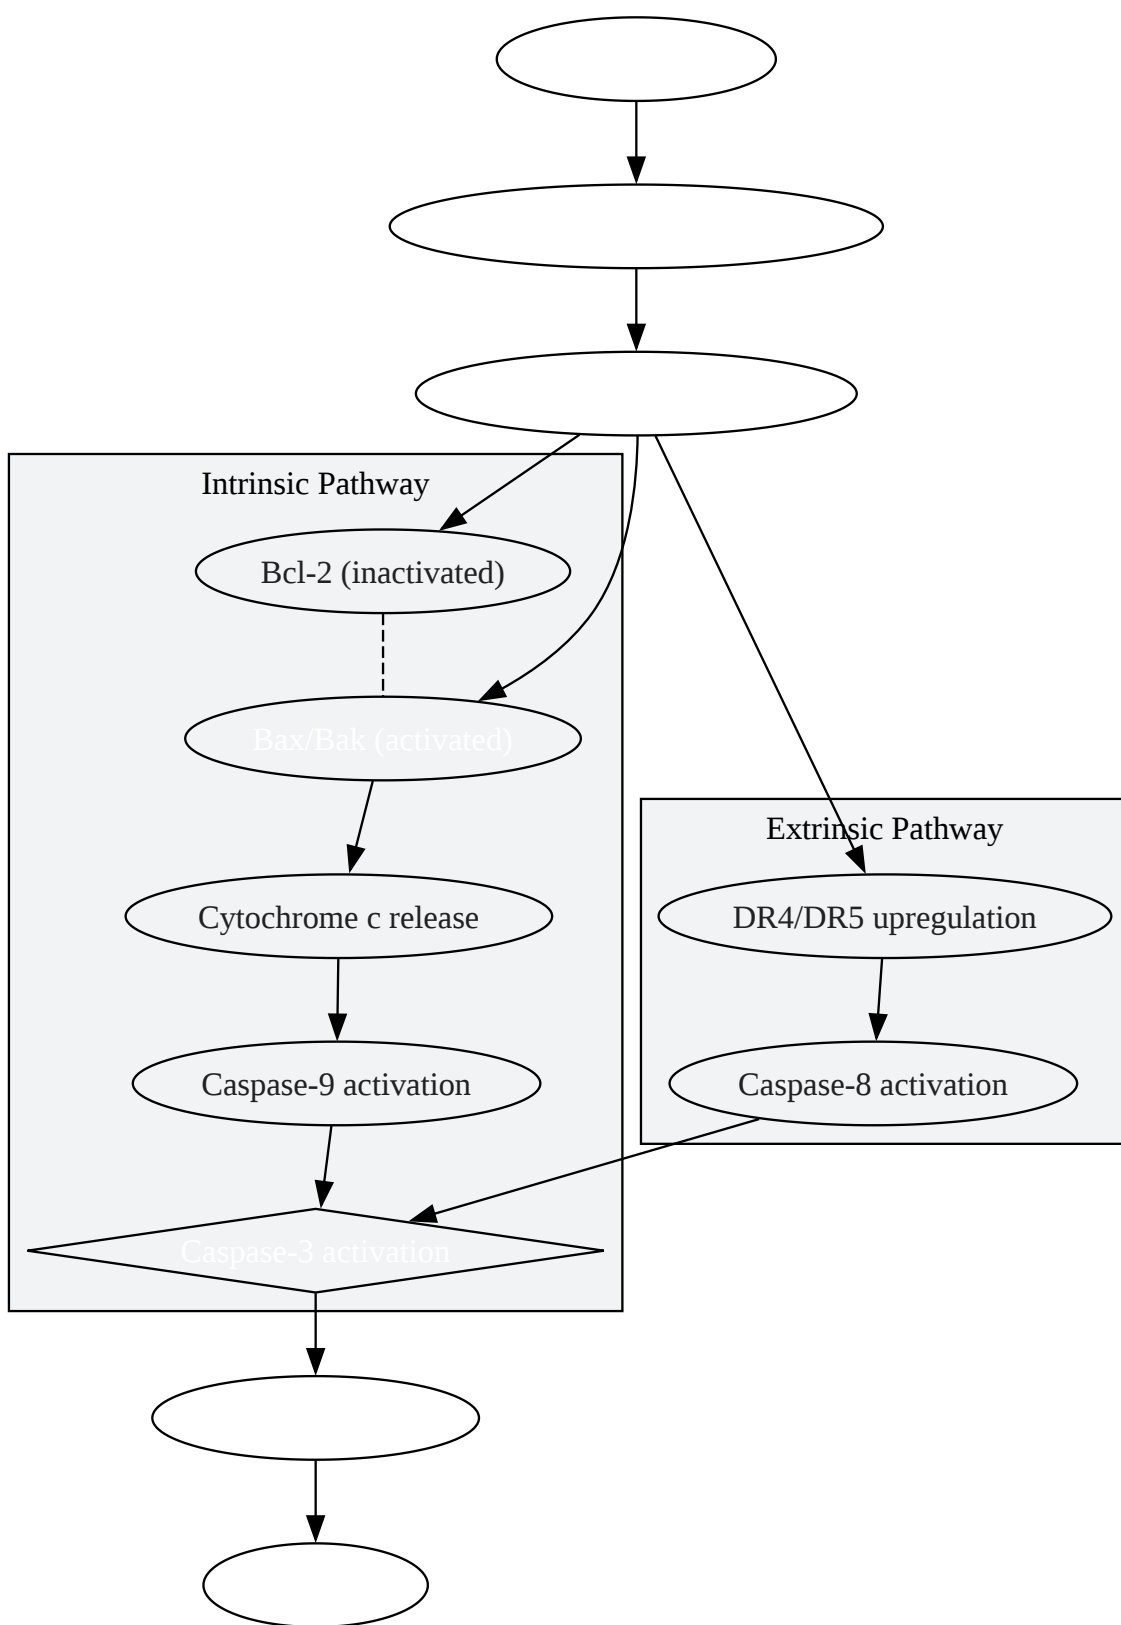 Intrinsic Pathway
Bcl-2 (inactivated)
Bax/Bak (activated)
Extrinsic Pathway
Cytochrome c release
DR4/DR5 upregulation
Caspase-9 activation
Caspase-8 activation
Caspase-3 activation